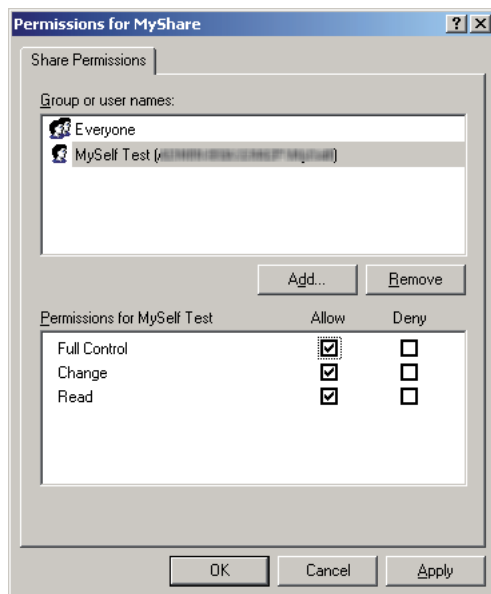 Permissions for MyShare
Share Permissions
Group or user names:
Everyone
MySelf Test (
Add... Remove
Permissions for MySelf Test Allow Deny
Full Control
Change
Read
OK Cancel Apply